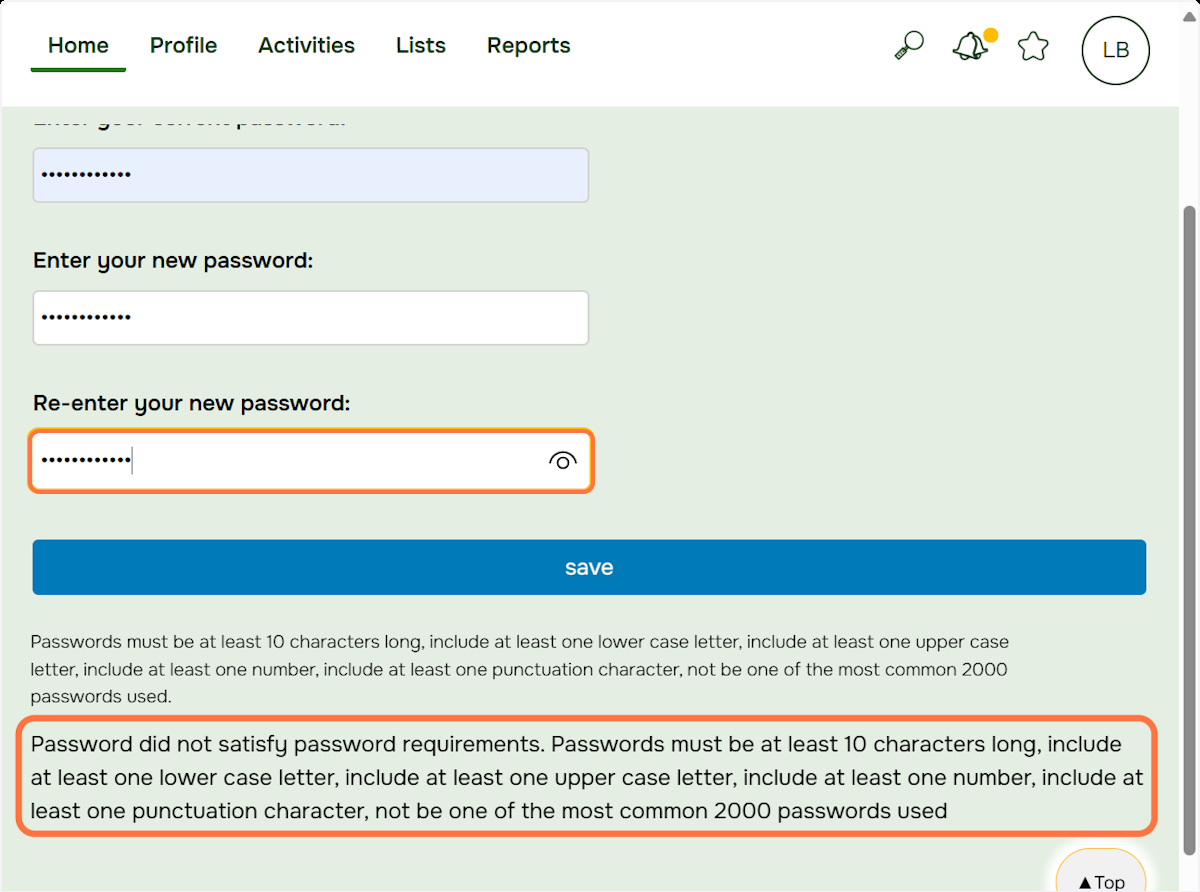 Home Profile Activities Lists Reports LB
••••••••••••
Enter your new password:
••••••••••••
Re-enter your new password:
••••••••••••
save
Passwords must be at least 10 characters long, include at least one lower case letter, include at least one upper case
letter, include at least one number, include at least one punctuation character, not be one of the most common 2000
passwords used.
Password did not satisfy password requirements. Passwords must be at least 10 characters long, include
at least one lower case letter, include at least one upper case letter, include at least one number, include at
least one punctuation character, not be one of the most common 2000 passwords used
▲Top